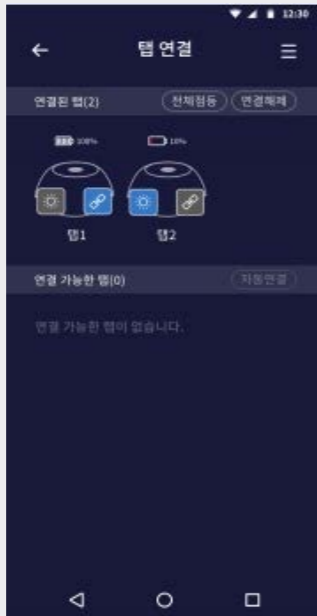 12:30
탭 연결
연결된 탭(2) 전체점등 연결해제
100% 10%
탭1 탭2
연결 가능한 탭(0) 자동연결
연결 가능한 탭이 없습니다.